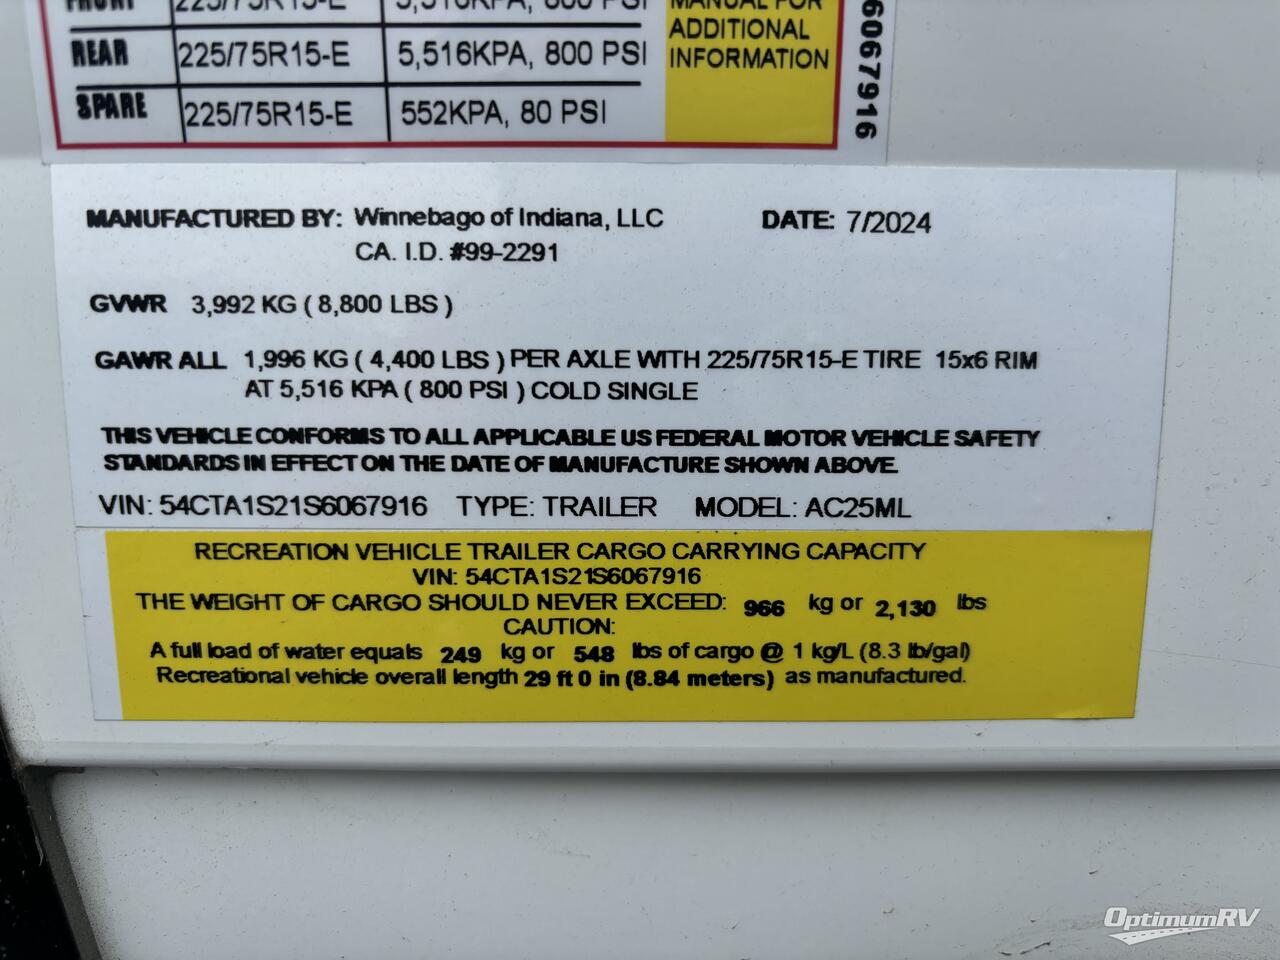 FRONT 225/75R15-E 5,516KPA, 800 PSI MANUAL FOR
REAR 225/75R15-E 5,516KPA, 800 PSI
ADDITIONAL
INFORMATION
SPARE 225/75R15-E 552KPA, 80 PSI
6067916
MANUFACTURED BY: Winnebago of Indiana, LLC DATE: 7/2024
CA. I.D. #99-2291
GVWR 3,992 KG ( 8,800 LBS )
GAWR ALL 1,996 KG ( 4,400 LBS ) PER AXLE WITH 225/75R15-E TIRE 15x6 RIM
AT 5,516 KPA ( 800 PSI ) COLD SINGLE
THIS VEHICLE CONFORMS TO ALL APPLICABLE US FEDERAL MOTOR VEHICLE SAFETY
STANDARDS IN EFFECT ON THE DATE OF MANUFACTURE SHOWN ABOVE.
VIN: 54CTA1S21S6067916 TYPE: TRAILER MODEL: AC25ML
RECREATION VEHICLE TRAILER CARGO CARRYING CAPACITY
VIN: 54CTA1S21S6067916
THE WEIGHT OF CARGO SHOULD NEVER EXCEED: 966 kg or 2,130 lbs
CAUTION:
A full load of water equals 249 kg or 548 lbs of cargo @ 1 kg/L (8.3 lb/gal)
Recreational vehicle overall length 29 ft 0 in (8.84 meters) as manufactured.
OptimumRV